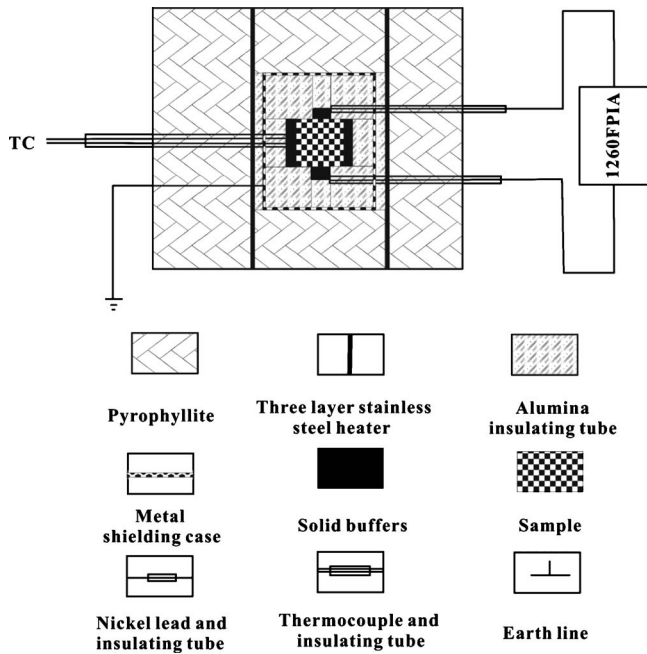 TC
1260FPIA
Pyrophyllite
Three layer stainless
steel heater
Alumina
insulating tube
Metal
shielding case
Solid buffers
Sample
Nickel lead and
insulating tube
Thermocouple and
insulating tube
Earth line